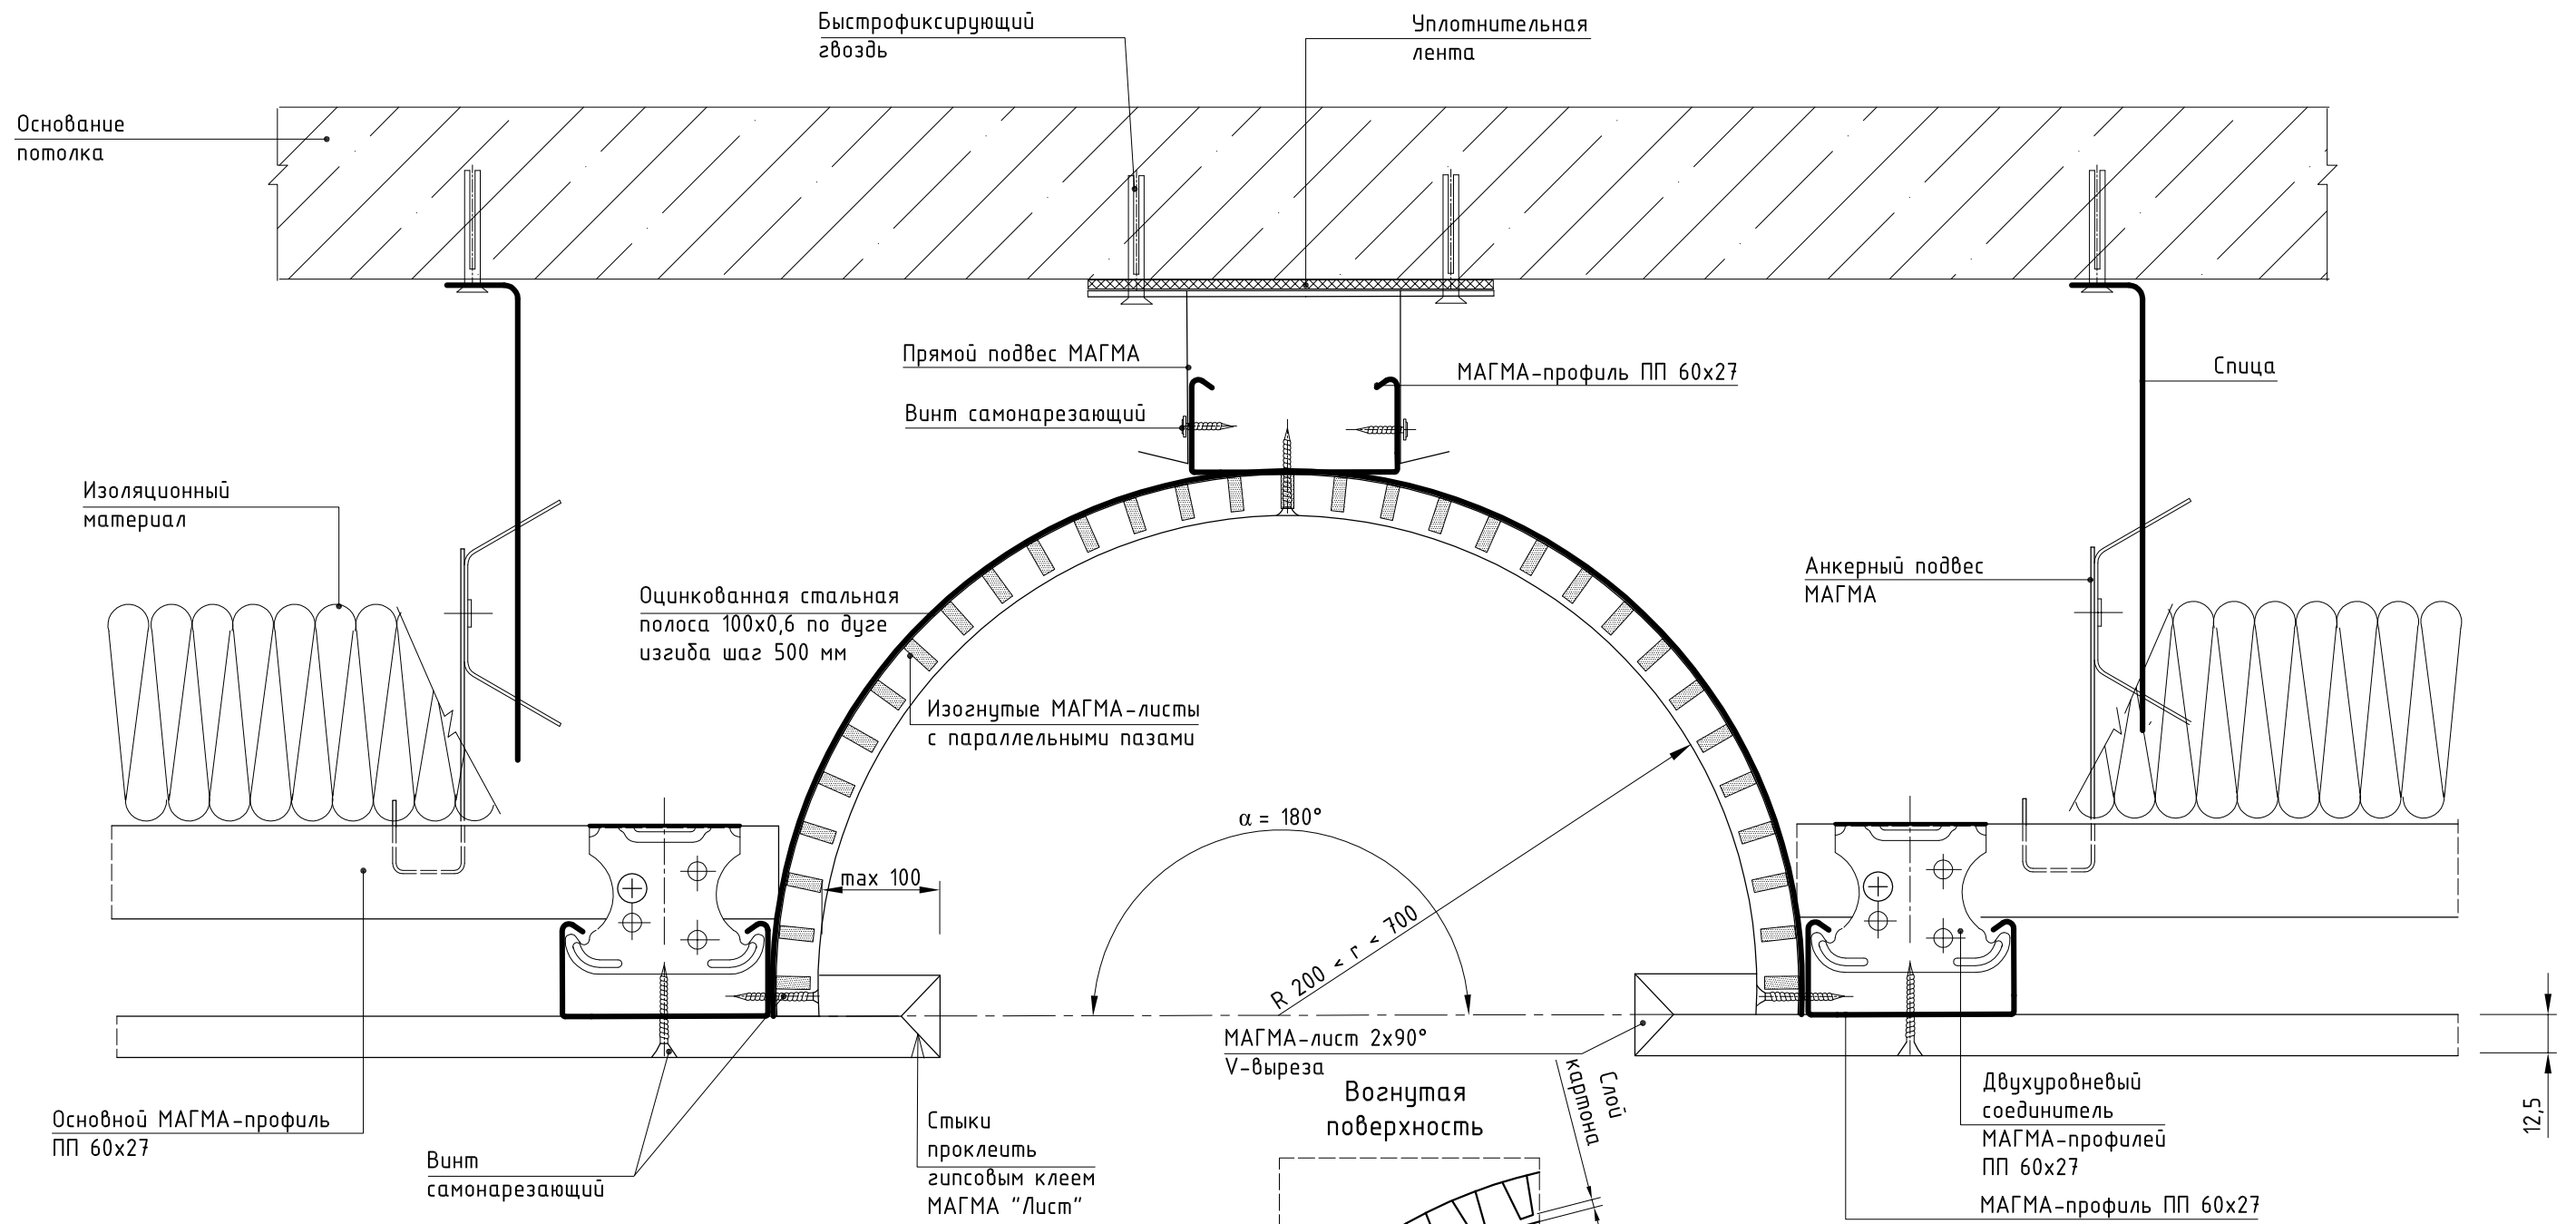 Быстрофиксирующий
гвоздь
Уплотнительная
лента
Основание
потолка
Прямой подвес МАГМА
МАГМА-профиль ПП 60х27
Спица
Винт самонарезающий
Изоляционный
материал
Анкерный подвес
МАГМА
Оцинкованная стальная
полоса 100х0,6 по дуге
изгиба шаг 500 мм
Изогнутые МАГМА-листы
с параллельными пазами
α = 180°
max 100
R 200 < r < 700
МАГМА-лист 2х90°
V-выреза
Слой
картона
Вогнутая
поверхность
Основной МАГМА-профиль
ПП 60х27
Винт
самонарезающий
Стыки
проклеить
гипсовым клеем
МАГМА "Лист"
Двухуровневый
соединитель
МАГМА-профилей
ПП 60х27
МАГМА-профиль ПП 60х27
12,5